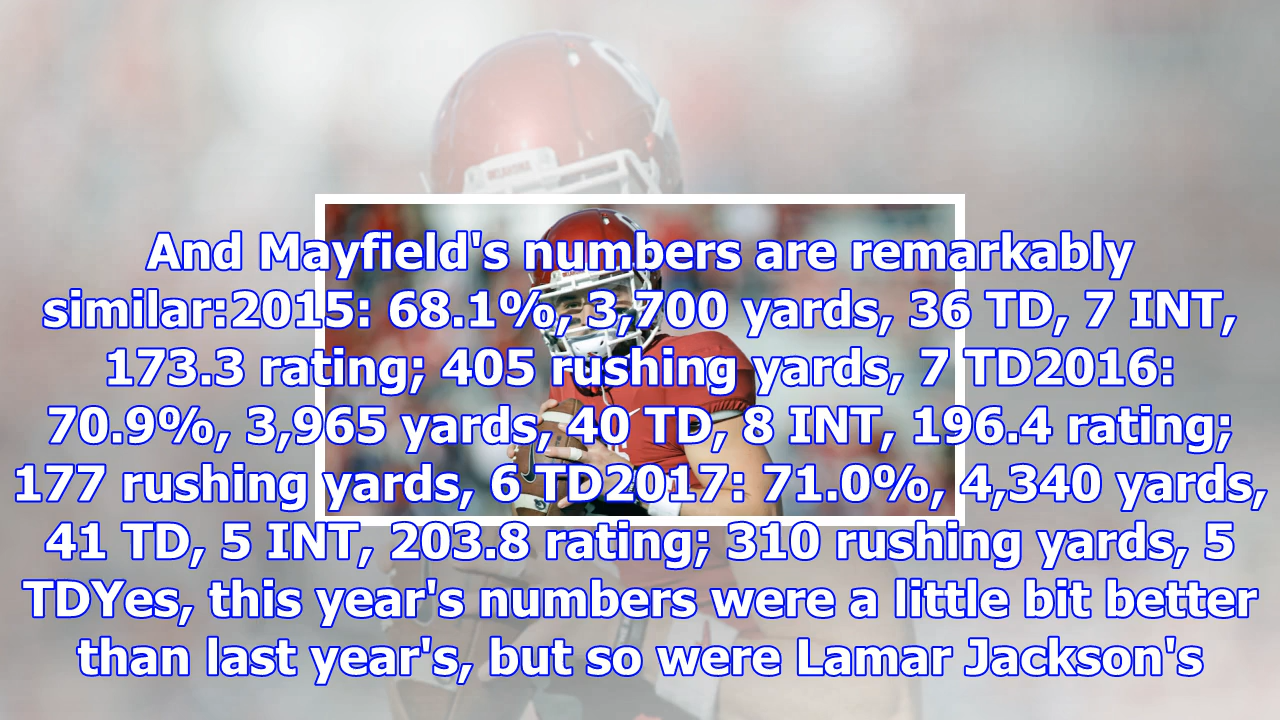 OKLAHOMA
And Mayfield's numbers are remarkably
similar:2015: 68.1%, 3,700 yards, 36 TD, 7 INT,
173.3 rating; 405 rushing yards, 7 TD2016:
70.9%, 3,965 yards, 40 TD, 8 INT, 196.4 rating;
177 rushing yards, 6 TD2017: 71.0%, 4,340 yards,
41 TD, 5 INT, 203.8 rating; 310 rushing yards, 5
TDYes, this year's numbers were a little bit better
than last year's, but so were Lamar Jackson's